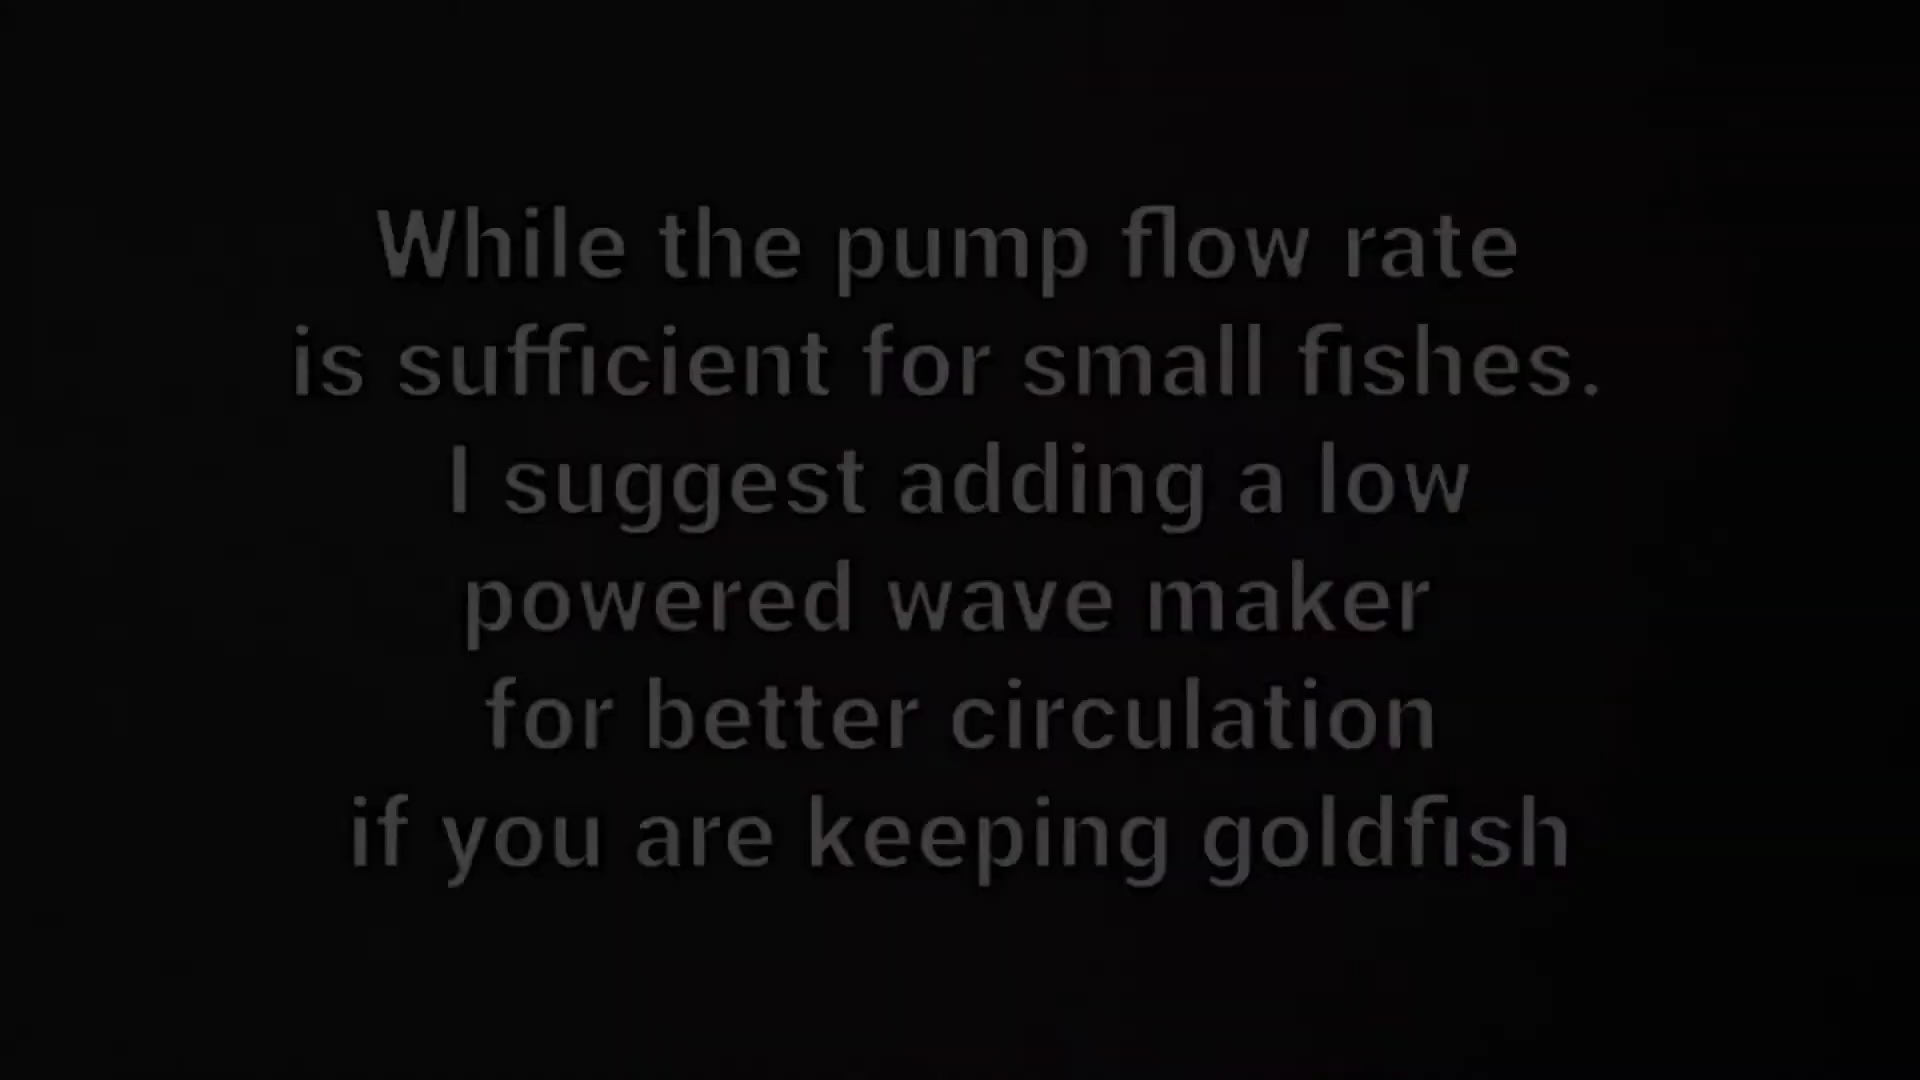 While the pump flow rate
is sufficient for small fishes.
I suggest adding a low
powered wave maker
for better circulation
if you are keeping goldfish